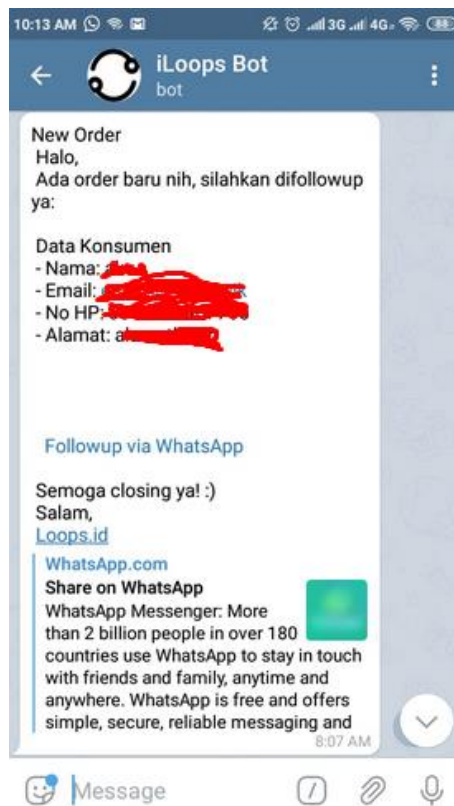 10:13 AM 3G 4G
iLoops Bot
bot
New Order
Halo,
Ada order baru nih, silahkan difollowup
ya:
Data Konsumen
- Nama:
- Email:
- No HP:
- Alamat:
Followup via WhatsApp
Semoga closing ya! :)
Salam,
Loops.id
WhatsApp.com
Share on WhatsApp
WhatsApp Messenger: More
than 2 billion people in over 180
countries use WhatsApp to stay in touch
with friends and family, anytime and
anywhere. WhatsApp is free and offers
simple, secure, reliable messaging and
8:07 AM
Message